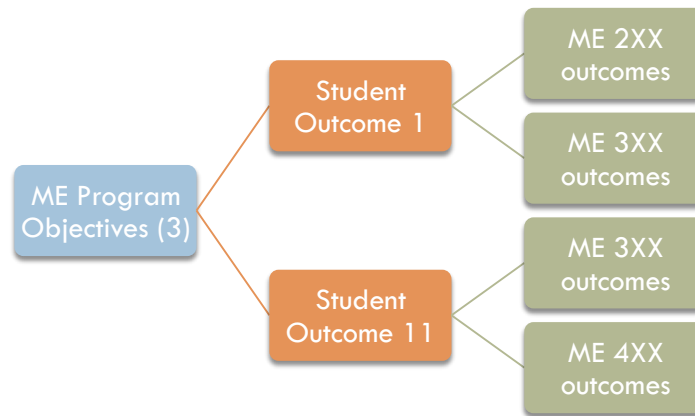 ME Program
Objectives (3)
Student
Outcome 1
ME 2XX
outcomes
ME 3XX
outcomes
Student
Outcome 11
ME 3XX
outcomes
ME 4XX
outcomes